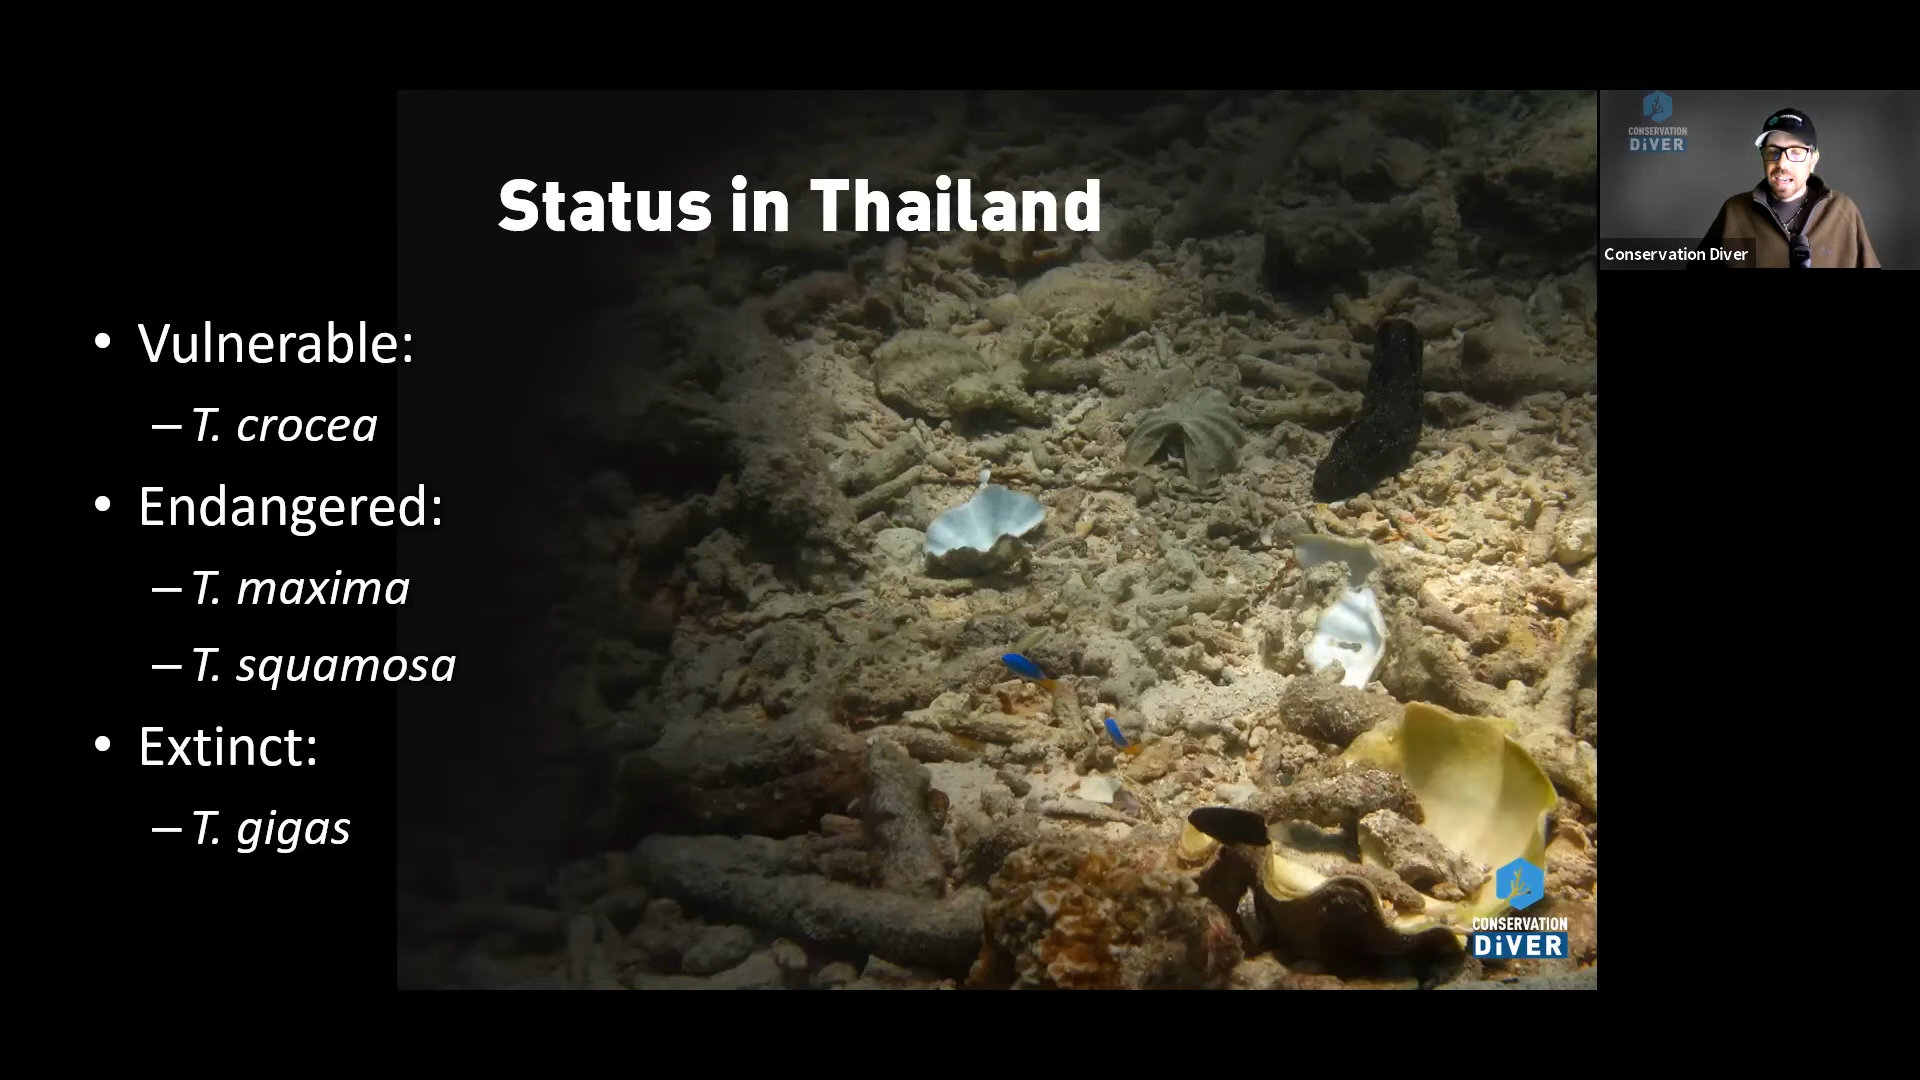 Status in Thailand
• Vulnerable:
– T. crocea
• Endangered:
– T. maxima
– T. squamosa
• Extinct:
– T. gigas
CONSERVATION
DiVER
Conservation Diver
CONSERVATION
DiVER